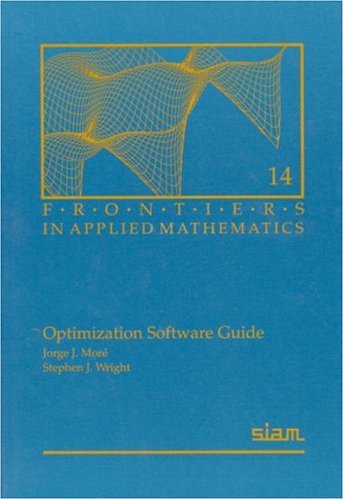 14
F·R·O·N·T·I·E·R·S
IN APPLIED MATHEMATICS
Optimization Software Guide
Jorge J. Moré
Stephen J. Wright
siam